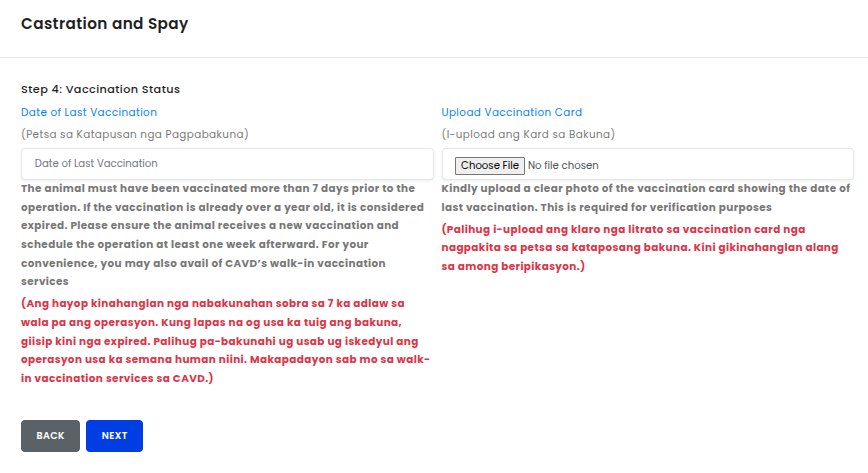 Castration and Spay
Step 4: Vaccination Status
Date of Last Vaccination
(Petsa sa Katapusan nga Pagpabakuna)
Date of Last Vaccination
The animal must have been vaccinated more than 7 days prior to the
operation. If the vaccination is already over a year old, it is considered
expired. Please ensure the animal receives a new vaccination and
schedule the operation at least one week afterward. For your
convenience, you may also avail of CAVD's walk-in vaccination
services
(Ang hayop kinahanglan nga nabakunahan sobra sa 7 ka adlaw sa
wala pa ang operasyon. Kung lapas na og usa ka tuig ang bakuna,
giisip kini nga expired. Palihug pa-bakunahi ug usab ug iskedyul ang
operasyon usa ka semana human niini. Makapadayon sab mo sa walk-
in vaccination services sa CAVD.)
Upload Vaccination Card
(I-upload ang Kard sa Bakuna)
Choose File No file chosen
Kindly upload a clear photo of the vaccination card showing the date of
last vaccination. This is required for verification purposes
(Palihug i-upload ang klaro nga litrato sa vaccination card nga
nagpakita sa petsa sa kataposang bakuna. Kini gikinahanglan alang
sa among beripikasyon.)
BACK
NEXT